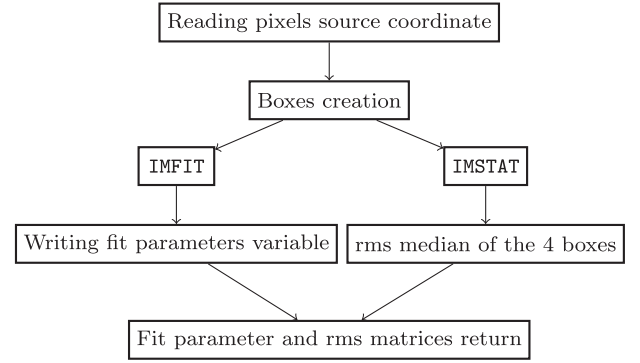 Reading pixels source coordinate
Boxes creation
IMFIT
IMSTAT
Writing fit parameters variable
rms median of the 4 boxes
Fit parameter and rms matrices return